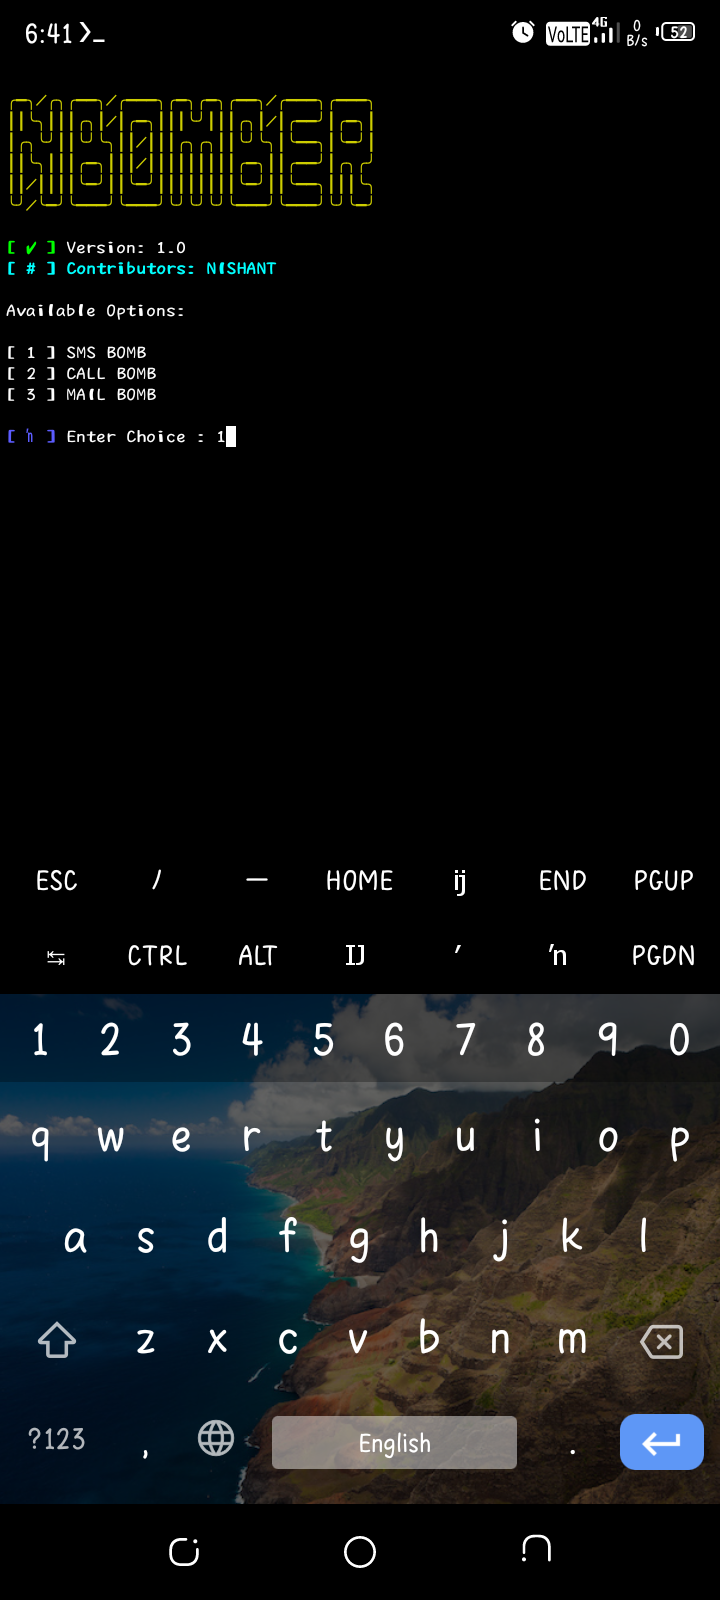 6:41 ❯_ VoLTE 4G 0 B/s 52
NBOMBER
[ ✔ ] Version: 1.0
[ # ] Contributors: NISHANT
Available Options:
[ 1 ] SMS BOMB
[ 2 ] CALL BOMB
[ 3 ] MAIL BOMB
[ ŉ ] Enter Choice : 1
ESC / — HOME ij END PGUP
↹ CTRL ALT IJ ′ ŉ PGDN
1 2 3 4 5 6 7 8 9 0
q w e r t y u i o p
a s d f g h j k l
z x c v b n m
?123 , English .